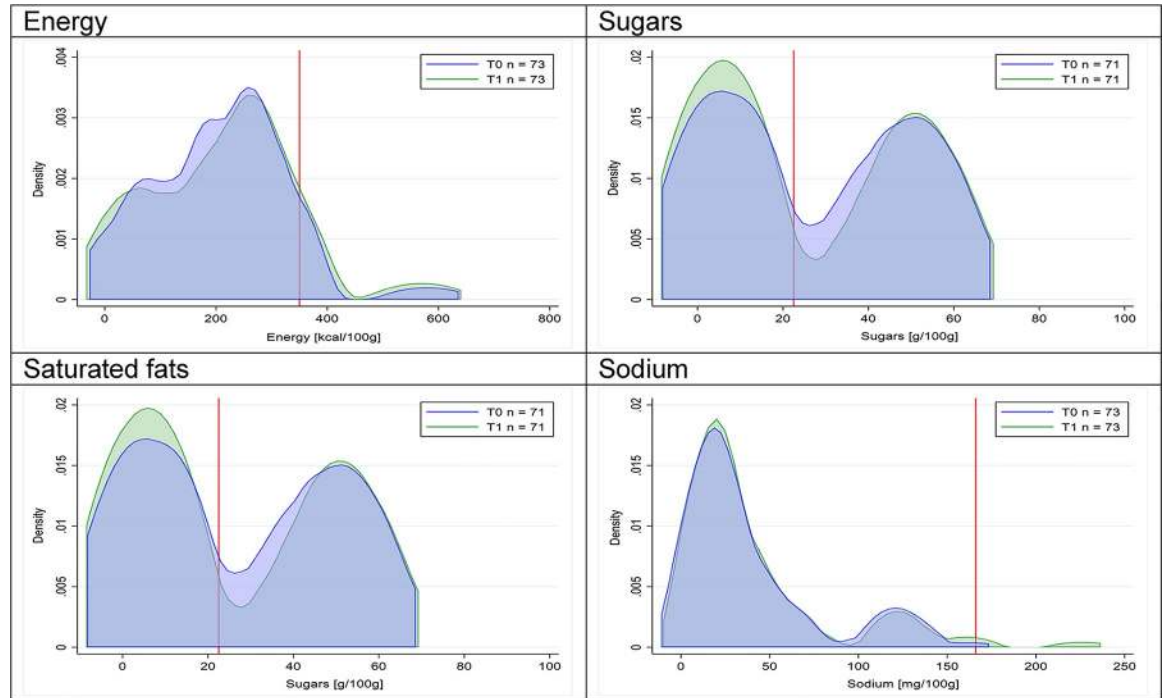 Energy
T0 n = 73
T1 n = 73
Density
.004
.003
.002
.001
0
0 200 400 600 800
Energy [kcal/100g]
Sugars
T0 n = 71
T1 n = 71
Density
.02
.015
.01
.005
0
0 20 40 60 80 100
Sugars [g/100g]
Saturated fats
T0 n = 71
T1 n = 71
Density
.02
.015
.01
.005
0
0 20 40 60 80 100
Sugars [g/100g]
Sodium
T0 n = 73
T1 n = 73
Density
.02
.015
.01
.005
0
0 50 100 150 200 250
Sodium [mg/100g]